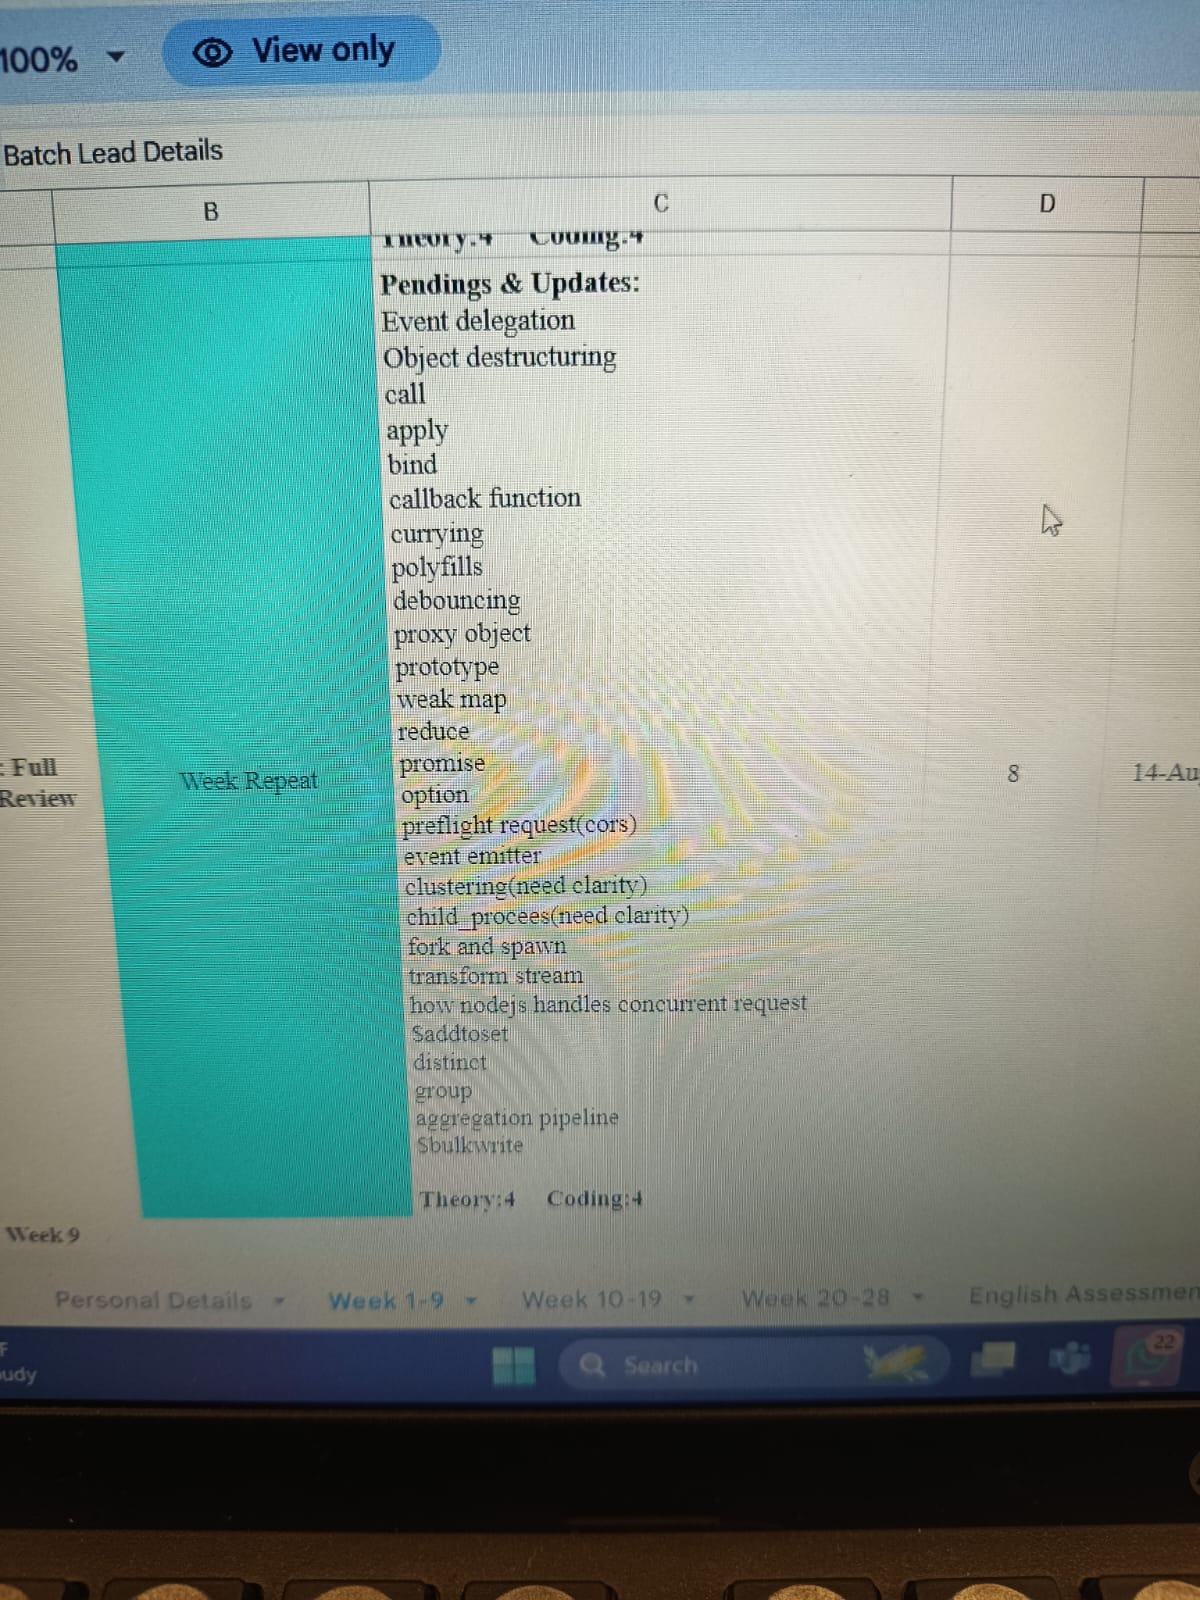 100%
View only
Batch Lead Details
B
C
D
Theory:4 Coding:4
Pendings & Updates:
Event delegation
Object destructuring
call
apply
bind
callback function
currying
polyfills
debouncing
proxy object
prototype
weak map
reduce
promise
option
preflight request(cors)
event emitter
clustering(need clarity)
child_procees(need clarity)
fork and spawn
transform stream
how nodejs handles concurrent request
$addtoset
distinct
group
aggregation pipeline
$bulkwrite
Theory:4 Coding:4
: Full
Review
Week Repeat
8
14-Au
Week 9
Personal Details
Week 1-9
Week 10-19
Week 20-28
English Assessmen
F
oudy
Search
22